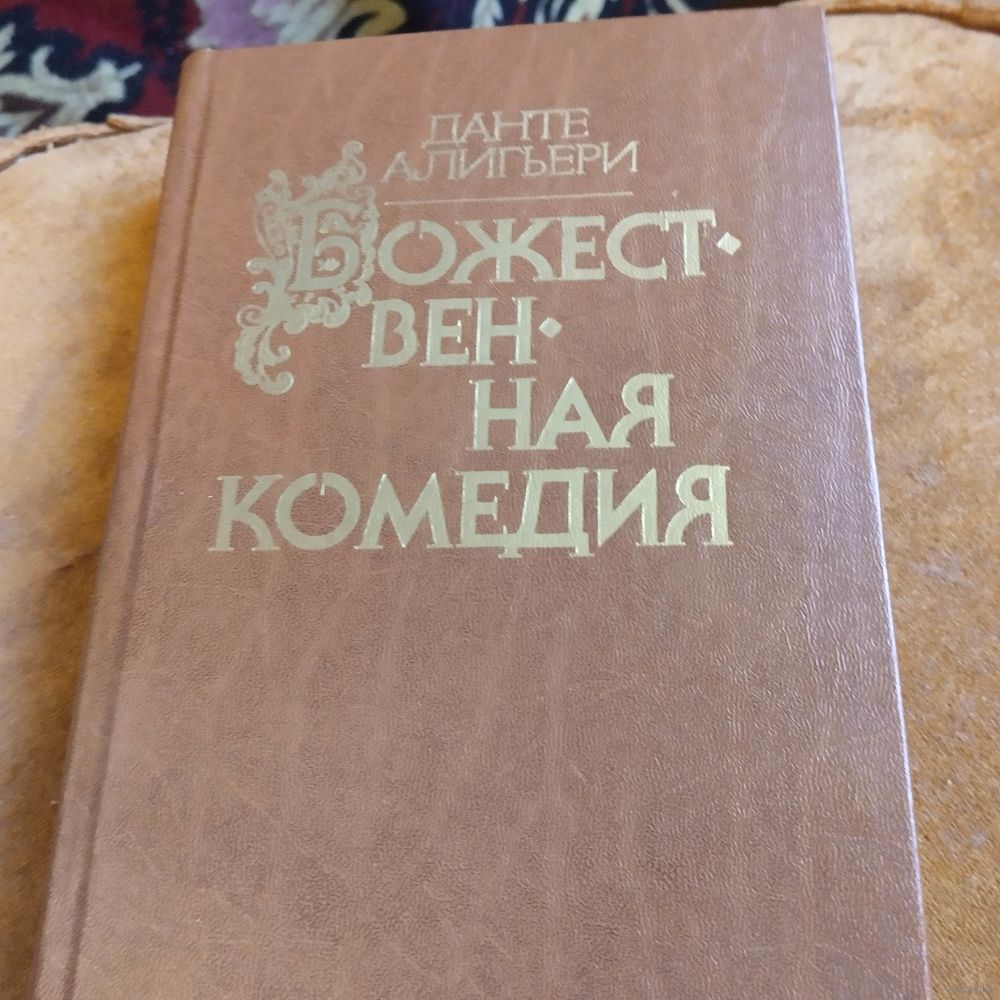 ДАНТЕ
АЛИГЬЕРИ
БОЖЕСТ·
ВЕН·
НАЯ
КОМЕДИЯ